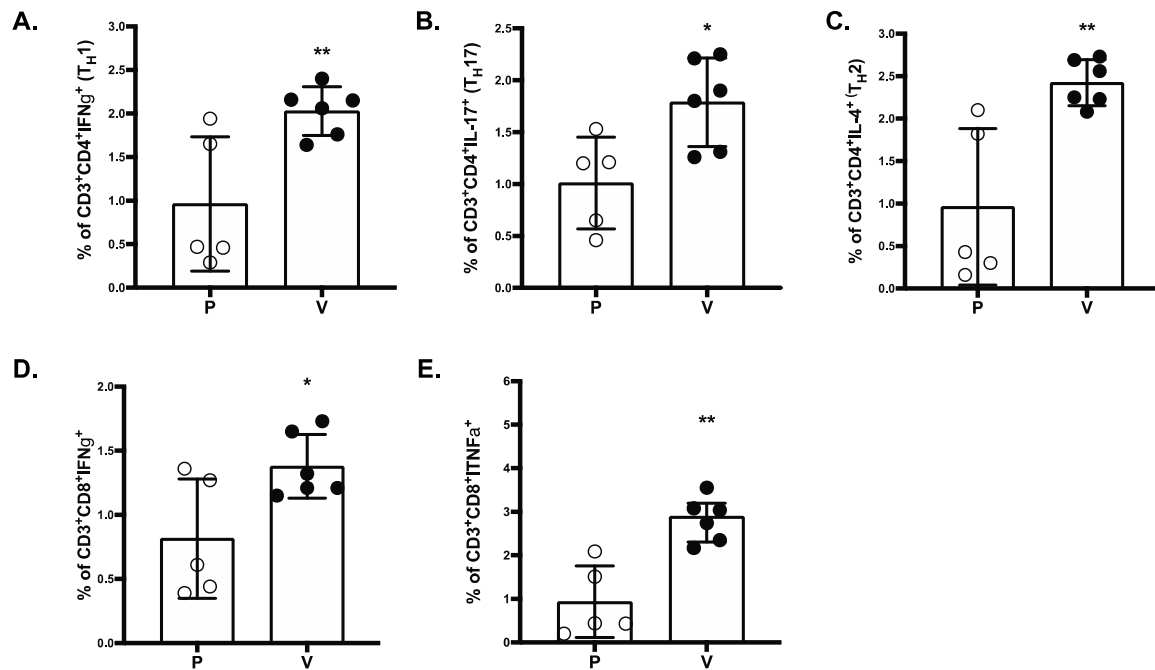 A.
% of CD3+CD4+IFNg+ (TH1)
3.0
2.5
2.0
1.5
1.0
0.5
0.0
**
P V
B.
% of CD3+CD4+IL-17+ (TH17)
2.5
2.0
1.5
1.0
0.5
0.0
*
P V
C.
% of CD3+CD4+IL-4+ (TH2)
3.0
2.5
2.0
1.5
1.0
0.5
0.0
**
P V
D.
% of CD3+CD8+IFNg+
2.0
1.5
1.0
0.5
0.0
*
P V
E.
% of CD3+CD8+ITNFa+
6
5
4
3
2
1
0
**
P V